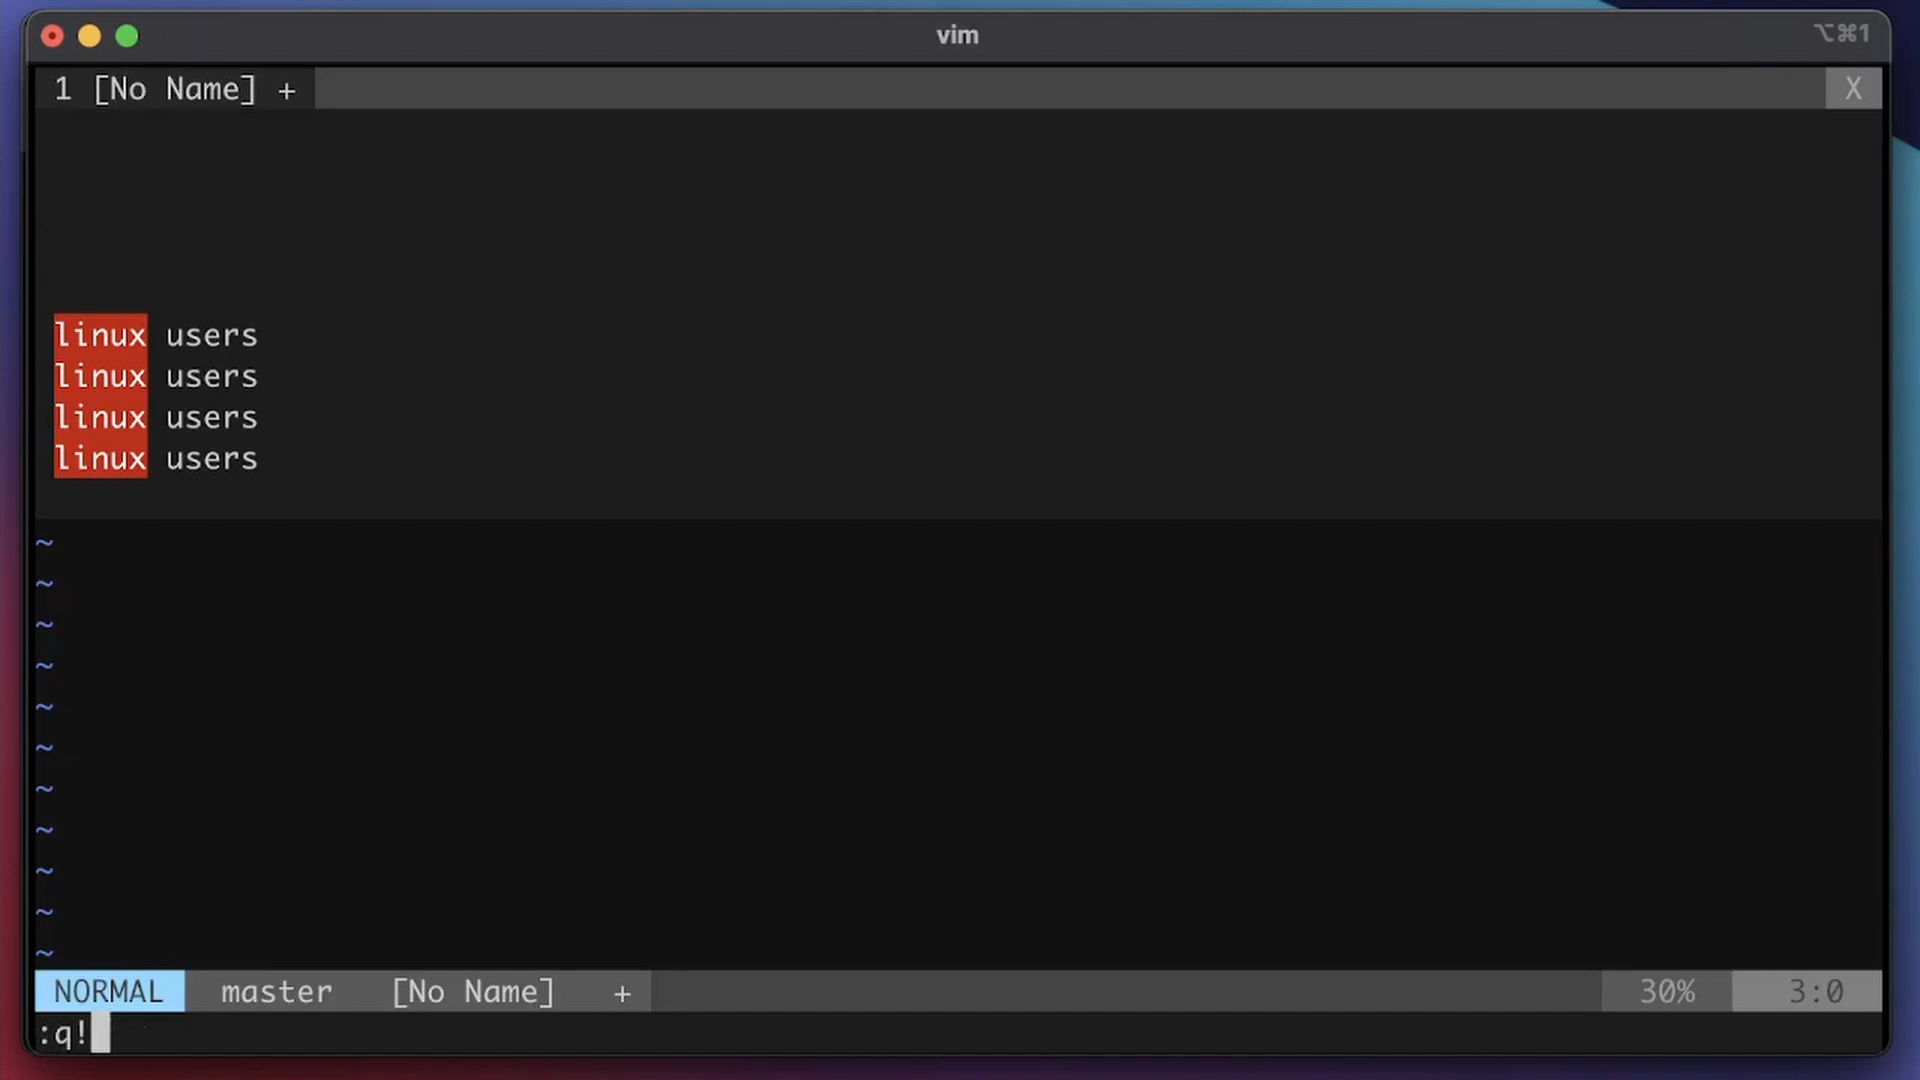 vim
⌥⌘1
1 [No Name] +
X
linux users
linux users
linux users
linux users
~
~
~
~
~
~
~
~
~
~
~
NORMAL master [No Name] + 30% 3:0
:q!